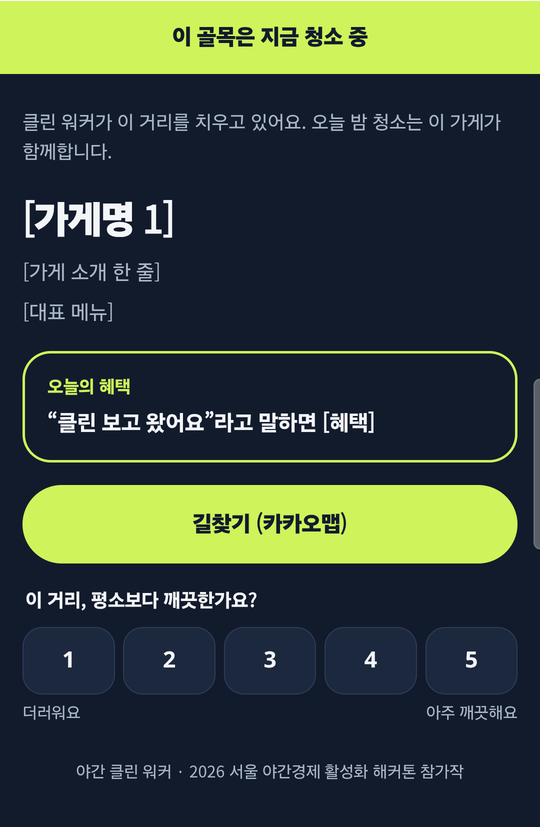 이 골목은 지금 청소 중
클린 워커가 이 거리를 치우고 있어요. 오늘 밤 청소는 이 가게가
함께합니다.
[가게명 1]
[가게 소개 한 줄]
[대표 메뉴]
오늘의 혜택
“클린 보고 왔어요”라고 말하면 [혜택]
길찾기 (카카오맵)
이 거리, 평소보다 깨끗한가요?
1 2 3 4 5
더러워요 아주 깨끗해요
야간 클린 워커 · 2026 서울 야간경제 활성화 해커톤 참가작